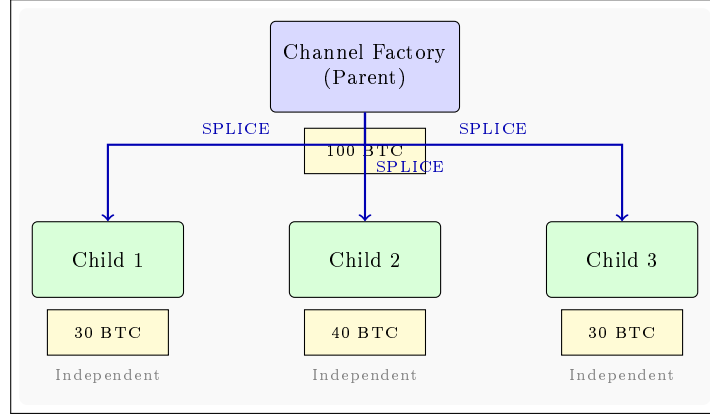 Channel Factory
(Parent)
SPLICE
SPLICE
100 BTC
SPLICE
Child 1
Child 2
Child 3
30 BTC
40 BTC
30 BTC
Independent
Independent
Independent